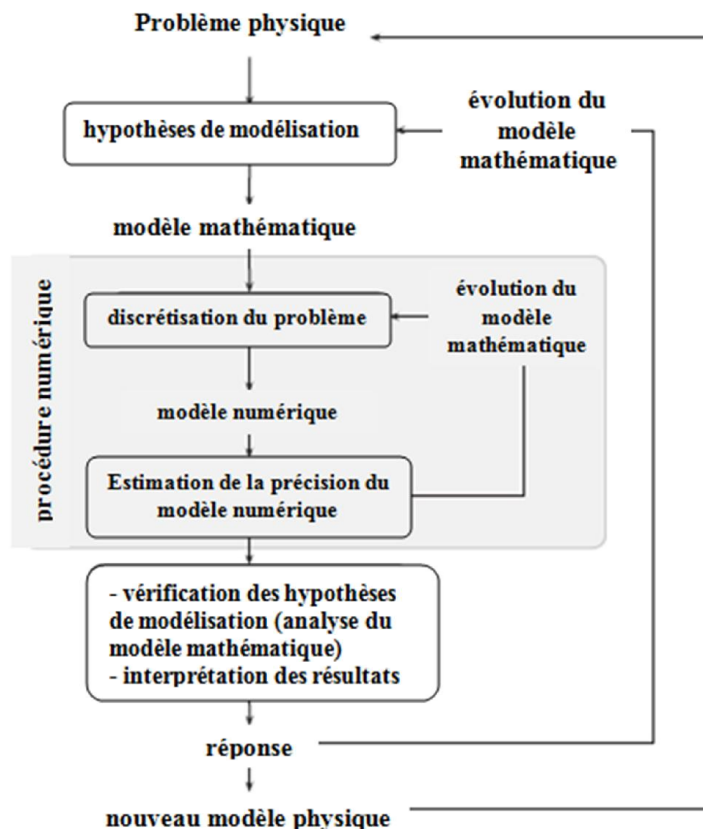 Problème physique
hypothèses de modélisation
évolution du
modèle
mathématique
modèle mathématique
procédure numérique
discrétisation du problème
évolution du
modèle
mathématique
modèle numérique
Estimation de la précision du
modèle numérique
- vérification des hypothèses
de modélisation (analyse du
modèle mathématique)
- interprétation des résultats
réponse
nouveau modèle physique